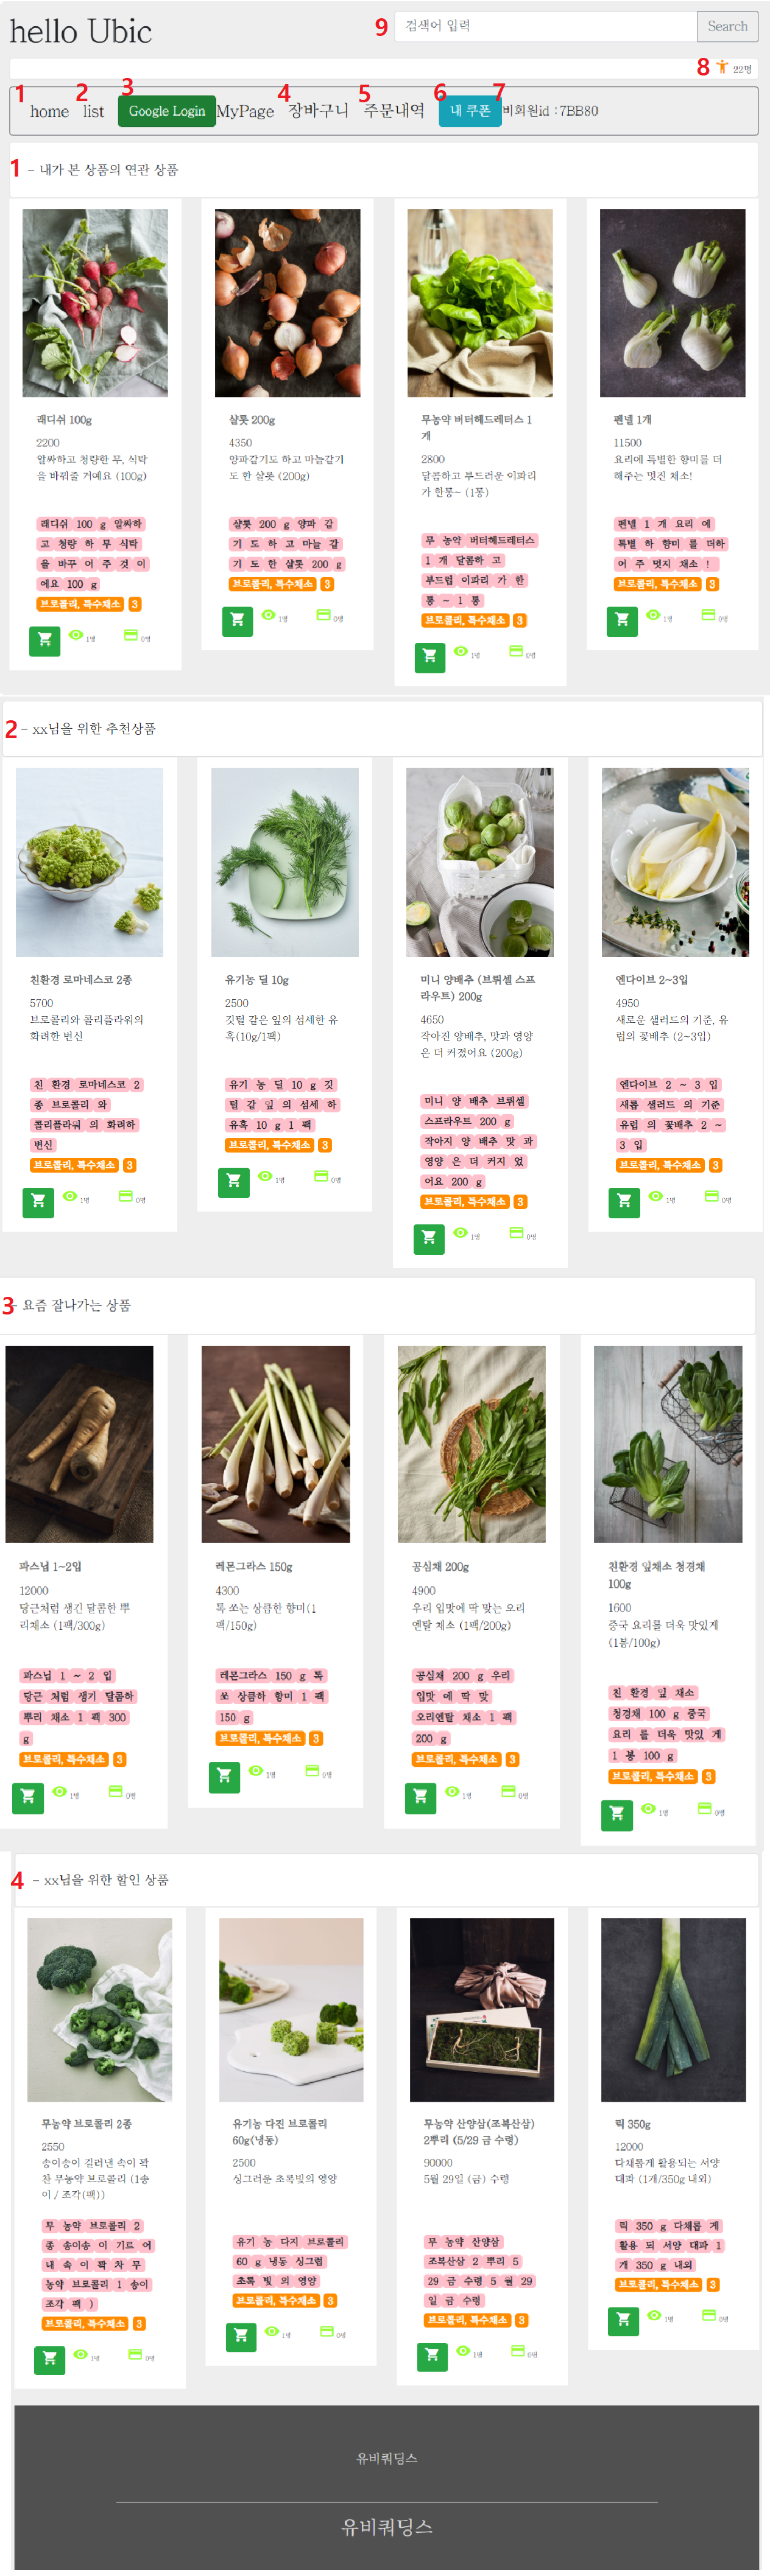 hello Ubic
9 검색어 입력 Search
8 22명
1 home 2 list 3 Google Login MyPage 4 장바구니 5 주문내역 6 내 쿠폰 7 비회원id : 7BB80
1 - 내가 본 상품의 연관 상품
래디쉬 100g
2200
알싸하고 청량한 무, 식탁
을 바꿔줄 거예요 (100g)
래디쉬 100 g 알싸하
고 청량 하 무 식탁
을 바꾸 어 주 것 이
에요 100 g
브로콜리, 특수채소 3
1명 0명
샬롯 200g
4350
양파같기도 하고 마늘같기
도 한 샬롯 (200g)
샬롯 200 g 양파 같
기 도 하 고 마늘 같
기 도 한 샬롯 200 g
브로콜리, 특수채소 3
1명 0명
무농약 버터헤드레터스 1
개
2800
달콤하고 부드러운 이파리
가 한통~ (1통)
무 농약 버터헤드레터스
1 개 달콤하 고
부드럽 이파리 가 한
통 ~ 1 통
브로콜리, 특수채소 3
1명 0명
펜넬 1개
11500
요리에 특별한 향미를 더
해주는 멋진 채소!
펜넬 1 개 요리 에
특별 하 향미 를 더하
어 주 멋지 채소 !
브로콜리, 특수채소 3
1명 0명
2 - xx님을 위한 추천상품
친환경 로마네스코 2종
5700
브로콜리와 콜리플라워의
화려한 변신
친 환경 로마네스코 2
종 브로콜리 와
콜리플라워 의 화려하
변신
브로콜리, 특수채소 3
1명 0명
유기농 딜 10g
2500
깃털 같은 잎의 섬세한 유
혹(10g/1팩)
유기 농 딜 10 g 깃
털 같 잎 의 섬세 하
유혹 10 g 1 팩
브로콜리, 특수채소 3
1명 0명
미니 양배추 (브뤼셀 스프
라우트) 200g
4650
작아진 양배추, 맛과 영양
은 더 커졌어요 (200g)
미니 양 배추 브뤼셀
스프라우트 200 g
작아지 양 배추 맛 과
영양 은 더 커지 었
어요 200 g
브로콜리, 특수채소 3
1명 0명
엔다이브 2~3입
4950
새로운 샐러드의 기준, 유
럽의 꽃배추 (2~3입)
엔다이브 2 ~ 3 입
새롭 샐러드 의 기준
유럽 의 꽃배추 2 ~
3 입
브로콜리, 특수채소 3
1명 0명
3 - 요즘 잘나가는 상품
파스닙 1~2입
12000
당근처럼 생긴 달콤한 뿌
리채소 (1팩/300g)
파스닙 1 ~ 2 입
당근 처럼 생기 달콤하
뿌리 채소 1 팩 300
g
브로콜리, 특수채소 3
1명 0명
레몬그라스 150g
4300
톡 쏘는 상큼한 향미(1
팩/150g)
레몬그라스 150 g 톡
쏘 상큼하 향미 1 팩
150 g
브로콜리, 특수채소 3
1명 0명
공심채 200g
4900
우리 입맛에 딱 맞는 오리
엔탈 채소 (1팩/200g)
공심채 200 g 우리
입맛 에 딱 맞
오리엔탈 채소 1 팩
200 g
브로콜리, 특수채소 3
1명 0명
친환경 잎채소 청경채
100g
1600
중국 요리를 더욱 맛있게
(1봉/100g)
친 환경 잎 채소
청경채 100 g 중국
요리 를 더욱 맛있 게
1 봉 100 g
브로콜리, 특수채소 3
1명 0명
4 - xx님을 위한 할인 상품
무농약 브로콜리 2종
2550
송이송이 길러낸 속이 꽉
찬 무농약 브로콜리 (1송
이 / 조각(팩))
무 농약 브로콜리 2
종 송이송 이 기르 어
내 속 이 꽉 차 무
농약 브로콜리 1 송이
조각 팩 )
브로콜리, 특수채소 3
1명 0명
유기농 다진 브로콜리
60g(냉동)
2500
싱그러운 초록빛의 영양
유기 농 다지 브로콜리
60 g 냉동 싱그럽
초록 빛 의 영양
브로콜리, 특수채소 3
1명 0명
무농약 산양삼(조복산삼)
2뿌리 (5/29 금 수령)
90000
5월 29일 (금) 수령
무 농약 산양삼
조복산삼 2 뿌리 5
29 금 수령 5 월 29
일 금 수령
브로콜리, 특수채소 3
1명 0명
릭 350g
12000
다채롭게 활용되는 서양
대파 (1개/350g 내외)
릭 350 g 다채롭 게
활용 되 서양 대파 1
개 350 g 내외
브로콜리, 특수채소 3
1명 0명
유비쿼딩스
유비쿼딩스